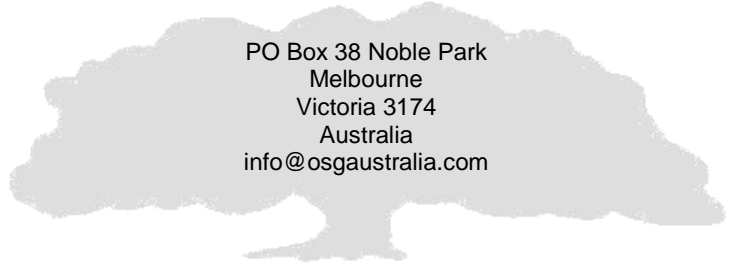 PO Box 38 Noble Park
Melbourne
Victoria 3174
Australia
info@osgaustralia.com